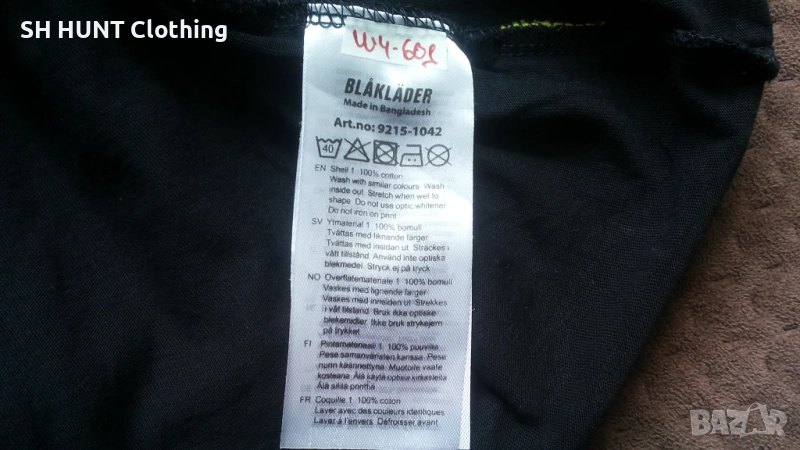 SH HUNT Clothing
W4-601
BLÅKLÄDER
Made in Bangladesh
Art.no: 9215-1042
40
EN Shell 1 100% cotton
Wash with similar colours. Wash
inside out. Stretch when wet to
shape. Do not use optic whitener.
Do not iron on print
SV Ytmaterial 1 100% bomull
Tvättas med liknande färger
Tvättas med insidan ut. Sträckes i
vått tillstånd. Använd inte optiska
blekmedel. Stryck ej på tryck
NO Overflatemateriale 1 100% bomull
Vaskes med lignende farger
Vaskes med innsiden ut. Strekkes
i våt tilstand. Bruk ikke optiske
blekemidler. Ikke bruk strykejern
på trykket
FI Pintamateriaali 1 100% puuvilla
Pese samanväristen kanssa. Pese
nurin käännettynä. Muotoile vaate
kosteana. Älä käytä optisia kirkasteita
Älä silitä printtiä
FR Coquille 1 100% coton
Laver avec des couleurs identiques
Laver à l'envers. Défroisser avant
BAZAR